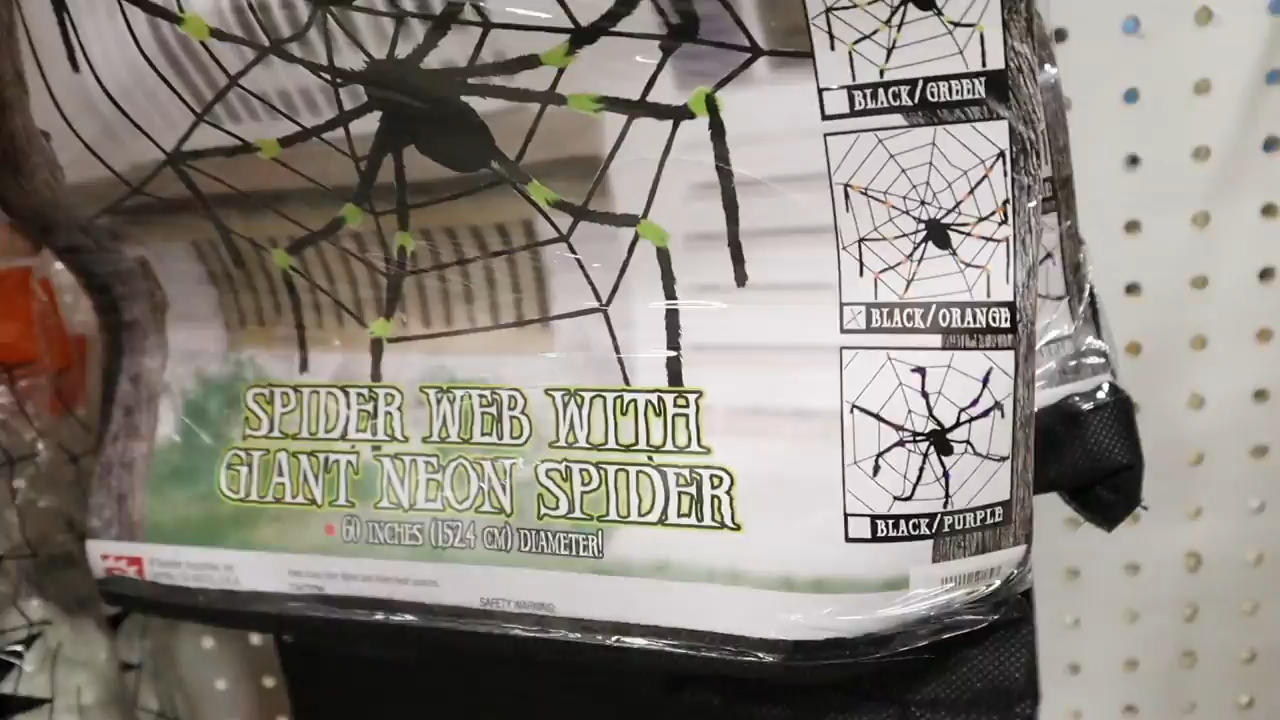 BLACK/GREEN
BLACK/ORANGE
BLACK/PURPLE
SPIDER WEB WITH
GIANT NEON SPIDER
• 60 INCHES (152.4 CM) DIAMETER!
SAFETY WARNING: